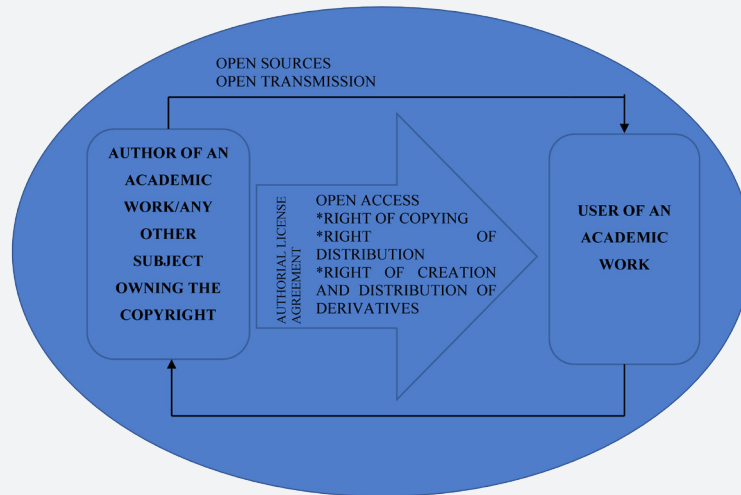 OPEN SOURCES
OPEN TRANSMISSION
AUTHOR OF AN
ACADEMIC
WORK/ANY
OTHER
SUBJECT
OWNING THE
COPYRIGHT
AUTHORIAL LICENSE
AGREEMENT
OPEN ACCESS
*RIGHT OF COPYING
*RIGHT OF
DISTRIBUTION
*RIGHT OF CREATION
AND DISTRIBUTION OF
DERIVATIVES
USER OF AN
ACADEMIC
WORK